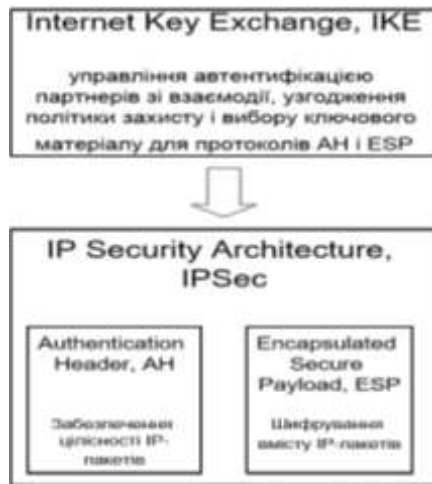 Internet Key Exchange, IKE
управління автентифікацією
партнерів зі взаємодії, узгодження
політики захисту і вибору ключового
матеріалу для протоколів AH і ESP
IP Security Architecture,
IPSec
Authentication
Header, AH
Забезпечення
цілісності IP-
пакетів
Encapsulated
Secure
Payload, ESP
Шифрування
вмісту IP-пакетів